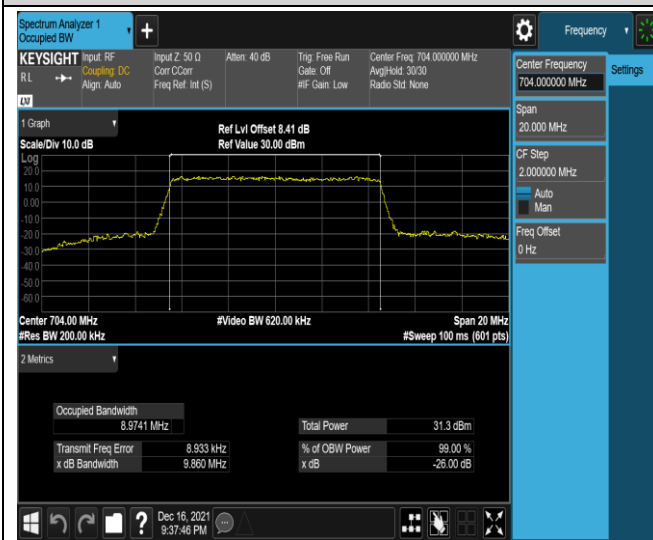 Spectrum Analyzer 1
Occupied BW
+
Frequency
KEYSIGHT
Input: RF
Input Z: 50 Ω
Atten: 40 dB
Trig: Free Run
Center Freq: 704.000000 MHz
RL
Coupling: DC
Corr CCorr
Gate: Off
Avg|Hold: 30/30
Align: Auto
Freq Ref: Int (S)
#IF Gain: Low
Radio Std: None
LXI
Center Frequency
704.000000 MHz
Settings
Span
20.000 MHz
CF Step
2.000000 MHz
Auto
Man
Freq Offset
0 Hz
1 Graph
Ref Lvl Offset 8.41 dB
Scale/Div 10.0 dB
Ref Value 30.00 dBm
Log
20.0
10.0
0.00
-10.0
-20.0
-30.0
-40.0
-50.0
-60.0
Center 704.00 MHz
#Video BW 620.00 kHz
Span 20 MHz
#Res BW 200.00 kHz
#Sweep 100 ms (601 pts)
2 Metrics
Occupied Bandwidth
8.9741 MHz
Total Power
31.3 dBm
Transmit Freq Error
8.933 kHz
% of OBW Power
99.00 %
x dB Bandwidth
9.860 MHz
x dB
-26.00 dB
?
Dec 16, 2021
9:37:46 PM